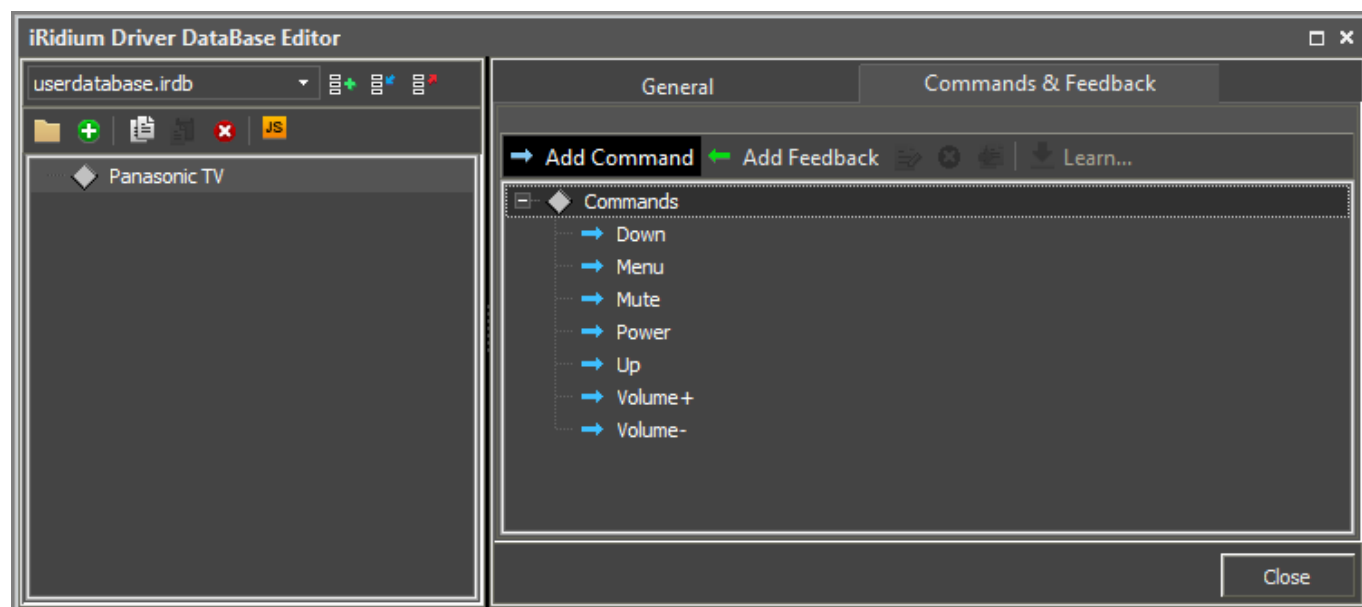 iRidium Driver DataBase Editor
userdatabase.irdb
JS
Panasonic TV
General
Commands & Feedback
Add Command
Add Feedback
Learn...
Commands
Down
Menu
Mute
Power
Up
Volume+
Volume-
Close